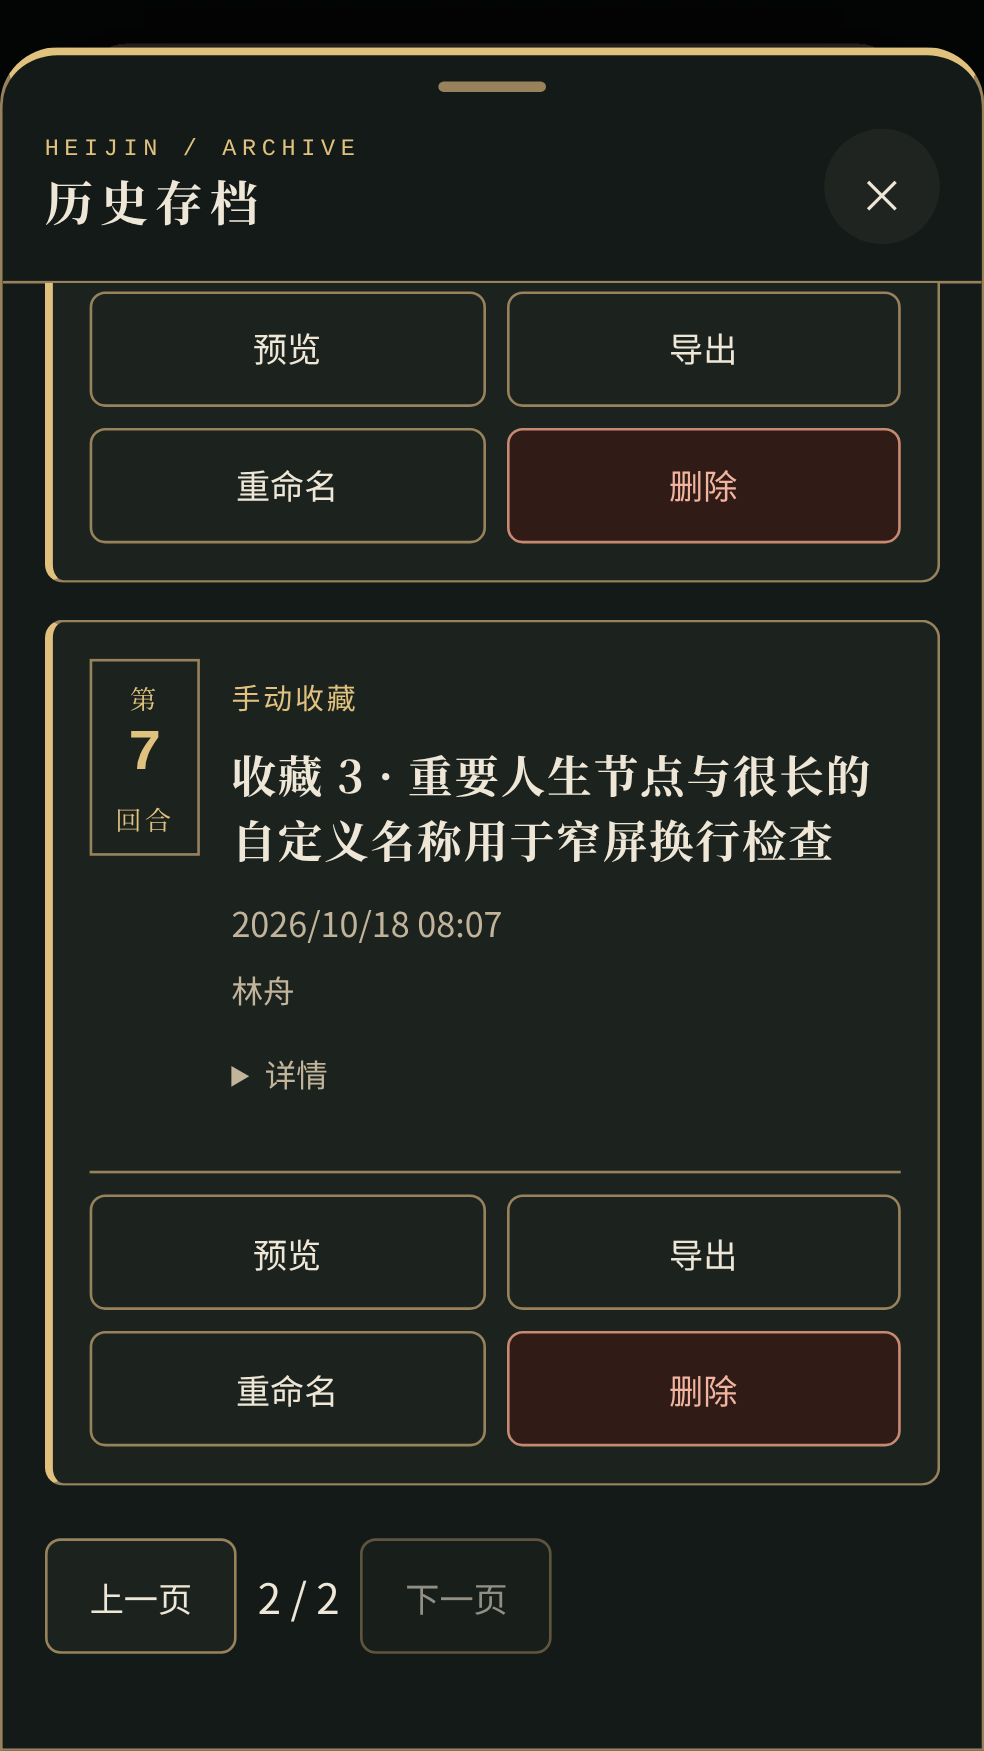 HEIJIN / ARCHIVE
历史存档
预览
导出
重命名
删除
第
7
回合
手动收藏
收藏 3 · 重要人生节点与很长的
自定义名称用于窄屏换行检查
2026/10/18 08:07
林舟
详情
预览
导出
重命名
删除
上一页
2 / 2
下一页